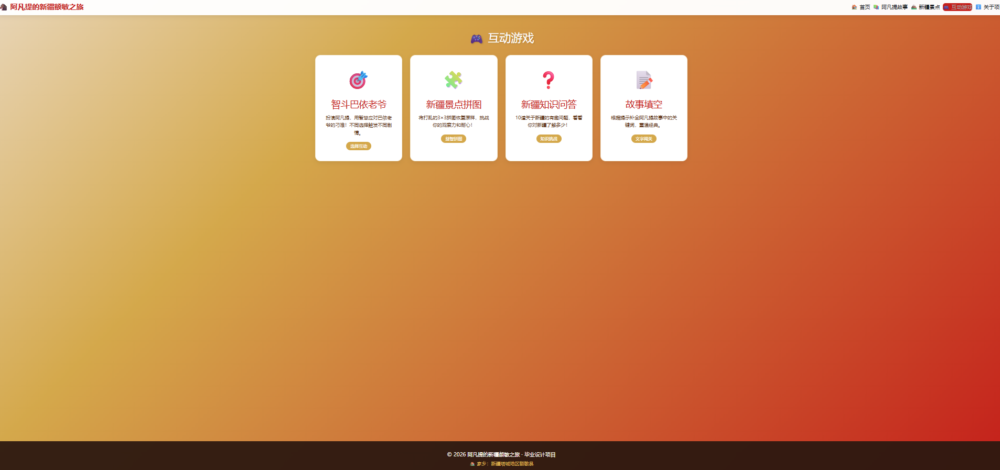 阿凡提的新疆额敏之旅
首页 阿凡提故事 新疆景点 互动游戏 关于项
互动游戏
智斗巴依老爷
扮演阿凡提，用智慧应对巴依老
爷的刁难！不同选择触发不同剧
情。
选择互动
新疆景点拼图
将打乱的3×3拼图恢复原样，挑战
你的观察力和耐心！
益智拼图
新疆知识问答
10道关于新疆的有趣问题，看看
你对新疆了解多少！
知识挑战
故事填空
根据提示补全阿凡提故事中的关
键词，重温经典。
文字闯关
© 2026 阿凡提的新疆额敏之旅 - 毕业设计项目
家乡：新疆塔城地区额敏县